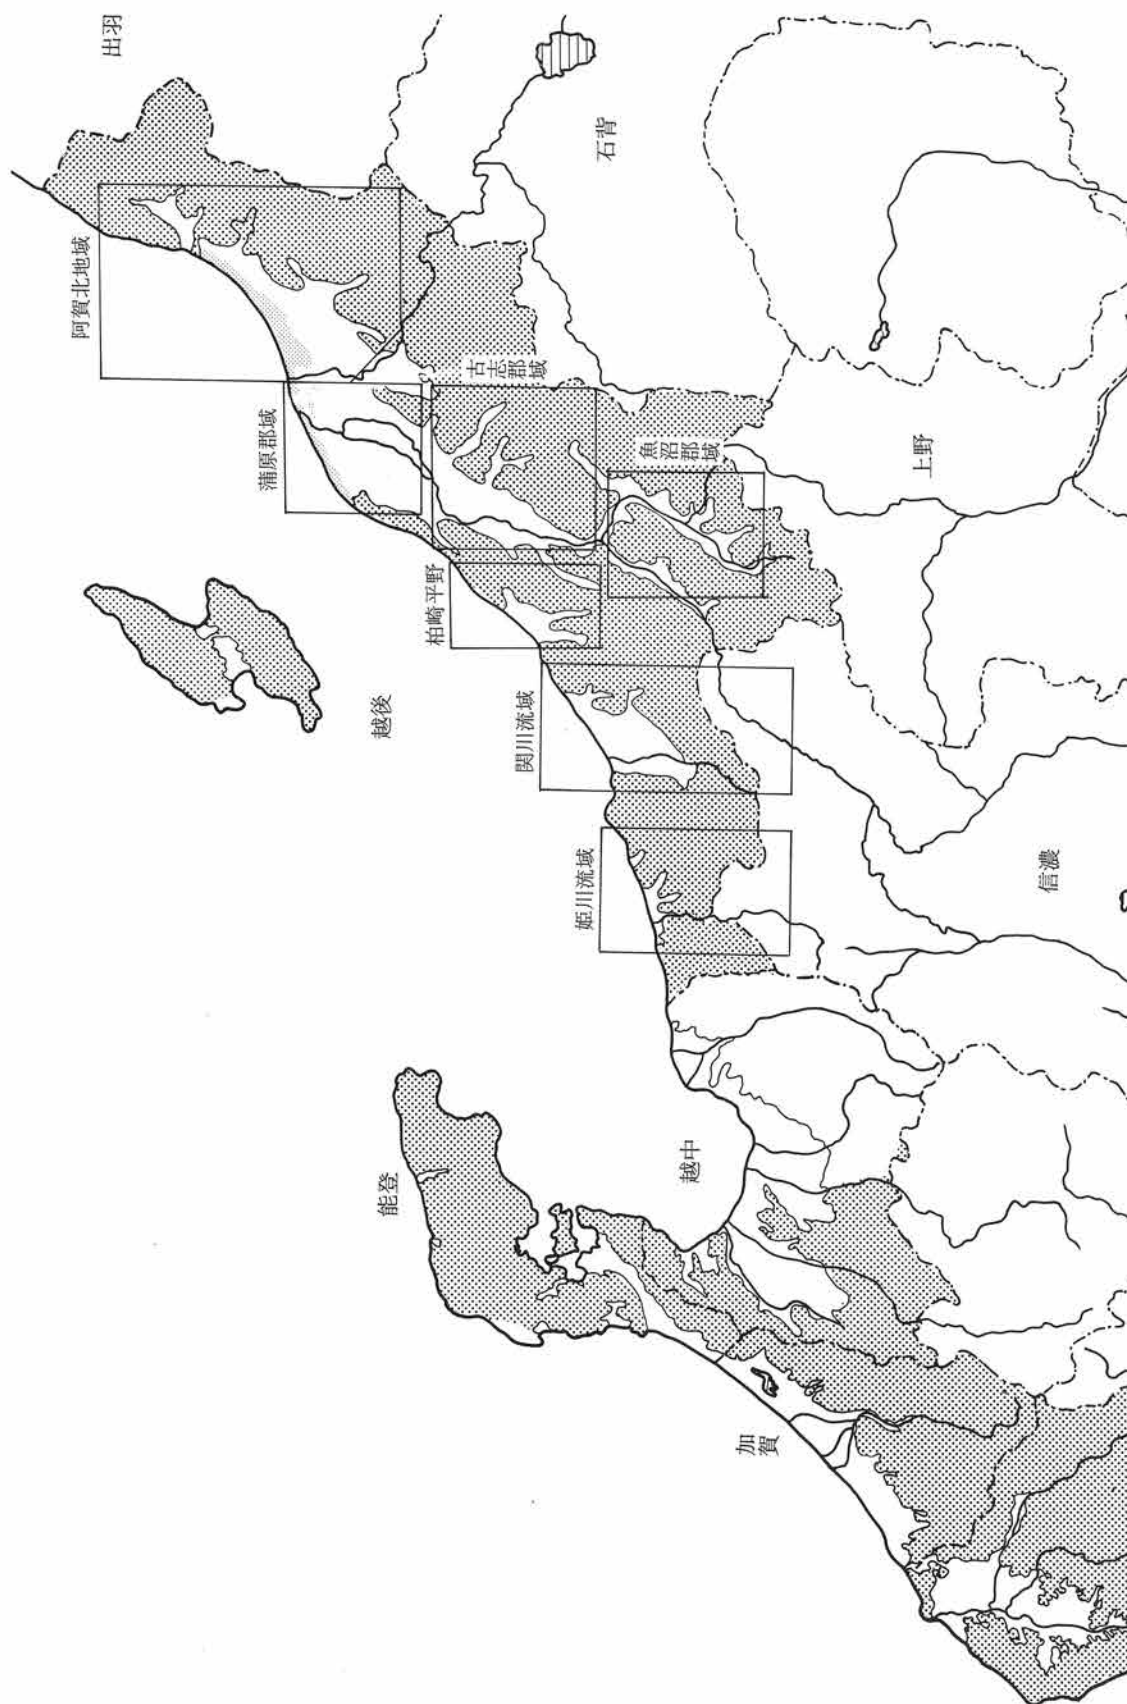 出羽
阿賀北地域
石背
古志郡域
蒲原郡域
魚沼郡域
上野
柏崎平野
越後
関川流域
姫川流域
信濃
能登
越中
加賀